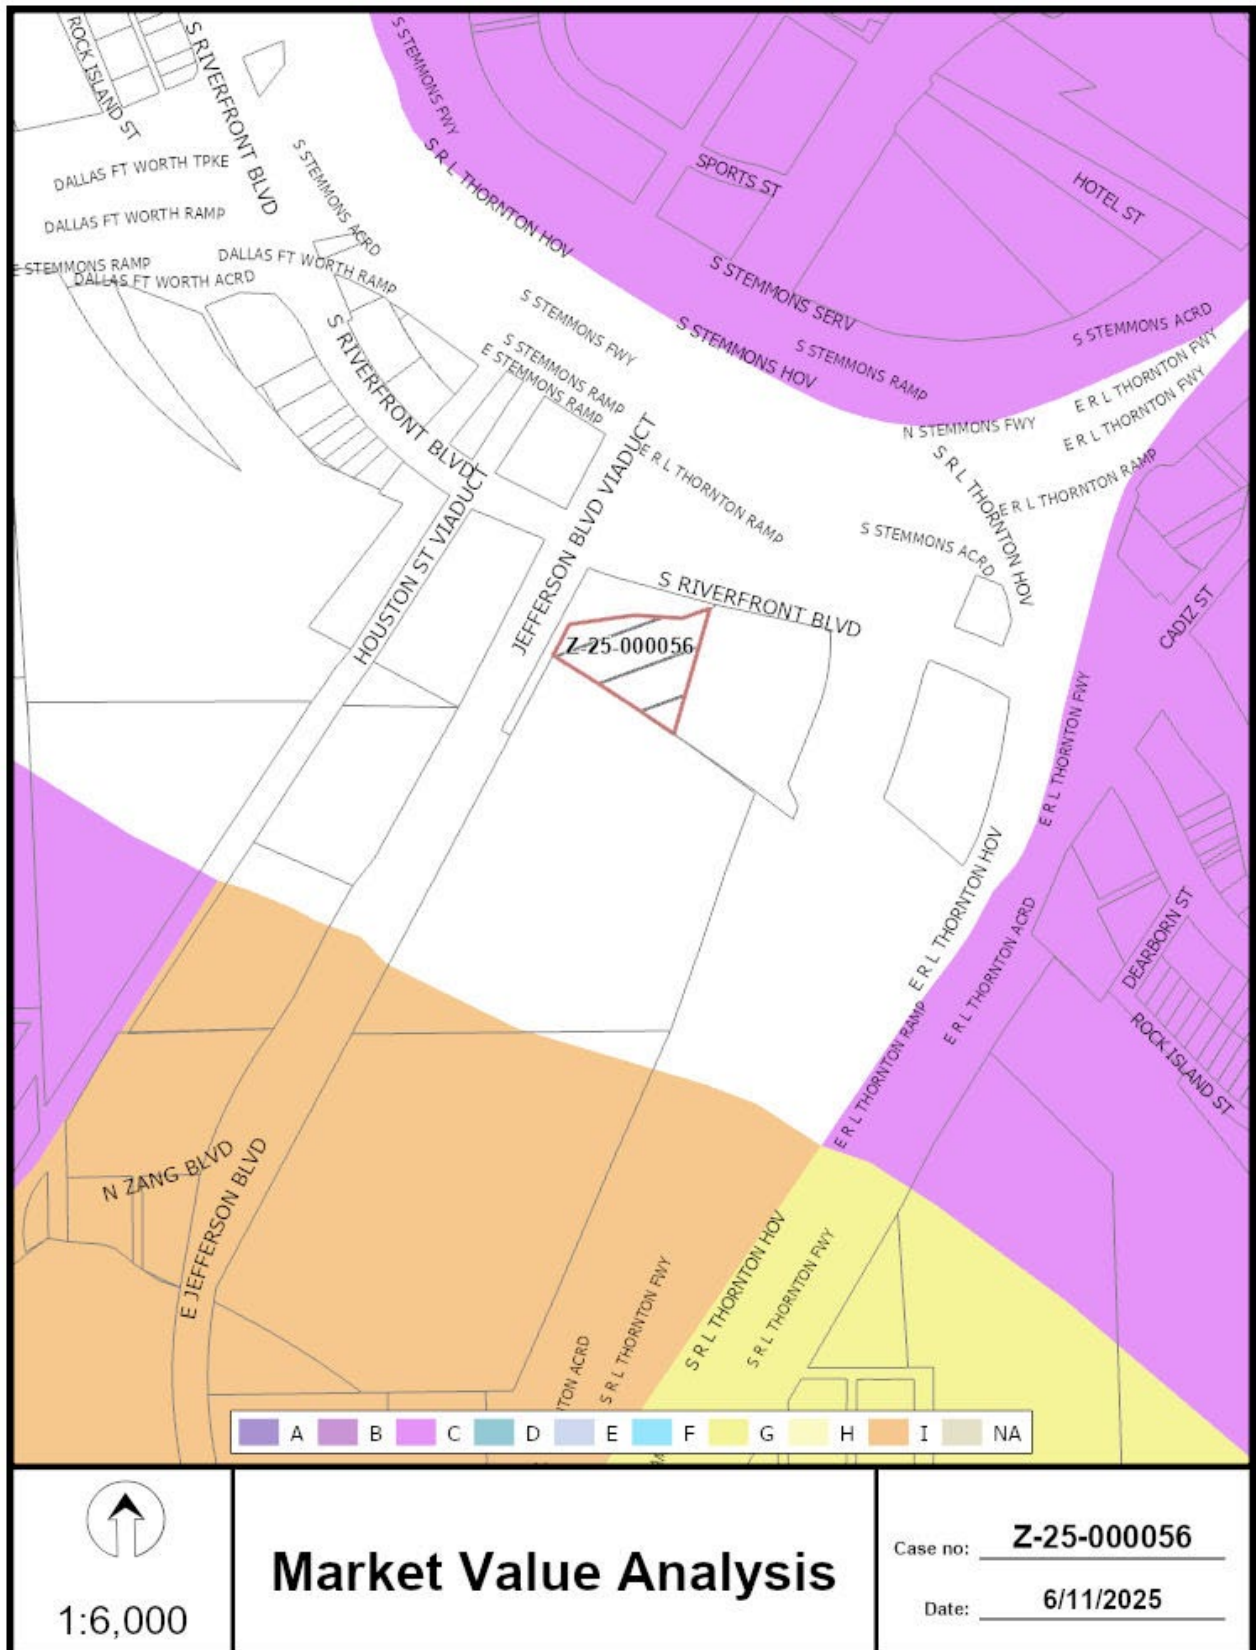 ROCK ISLAND ST
S RIVERFRONT BLVD
S STEMMONS FWY
S R L THORNTON HOV
SPORTS ST
HOTEL ST
DALLAS FT WORTH TPKE
S STEMMONS ACRD
DALLAS FT WORTH RAMP
E STEMMONS RAMP
DALLAS FT WORTH ACRD
DALLAS FT WORTH RAMP
S STEMMONS SERV
S STEMMONS FWY
S STEMMONS HOV
S STEMMONS RAMP
S STEMMONS ACRD
E R L THORNTON FWY
E R L THORNTON FWY
S RIVERFRONT BLVD
S STEMMONS RAMP
E STEMMONS RAMP
N STEMMONS FWY
S R L THORNTON HOV
E R L THORNTON RAMP
E R L THORNTON RAMP
HOUSTON ST VIADUCT
JEFFERSON BLVD VIADUCT
S STEMMONS ACRD
S RIVERFRONT BLVD
CADIZ ST
Z-25-000056
E R L THORNTON FWY
E R L THORNTON HOV
E R L THORNTON ACRD
DEARBORN ST
E R L THORNTON RAMP
ROCK ISLAND ST
N ZANG BLVD
E JEFFERSON BLVD
S R L THORNTON HOV
S R L THORNTON FWY
S R L THORNTON FWY
TON ACRD
A B C D E F G H I NA
1:6,000
Market Value Analysis
Case no: Z-25-000056
Date: 6/11/2025